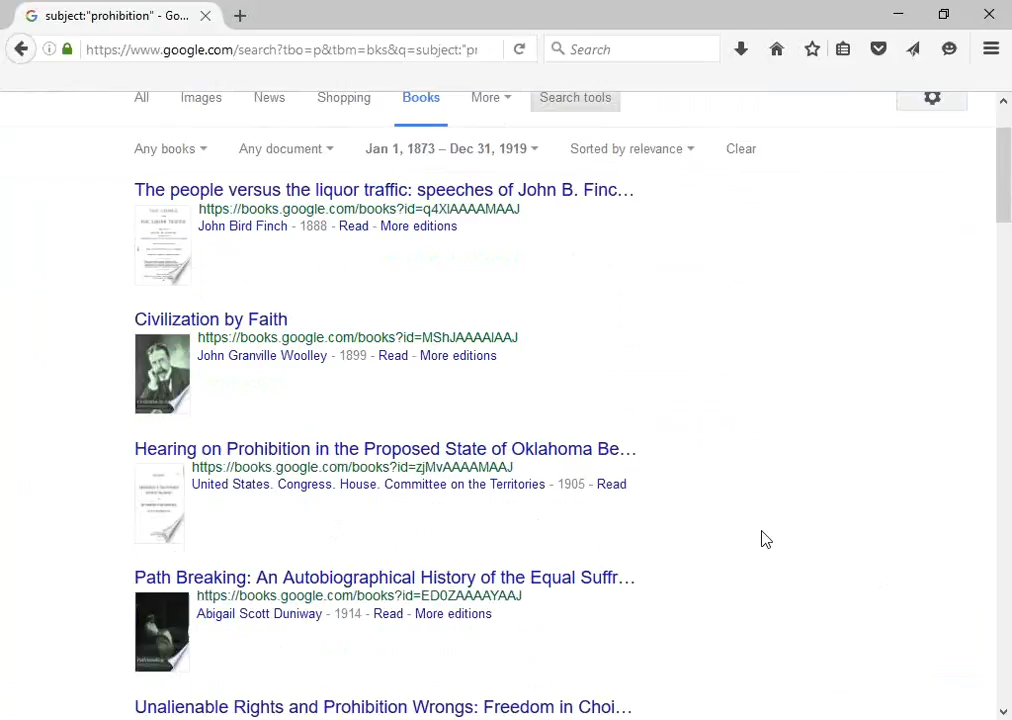 subject:"prohibition" - Go...
https://www.google.com/search?tbo=p&tbm=bks&q=subject:"pr
Search
All Images News Shopping Books More Search tools
Any books Any document Jan 1, 1873 – Dec 31, 1919 Sorted by relevance Clear
The people versus the liquor traffic: speeches of John B. Finc...
https://books.google.com/books?id=q4XlAAAAMAAJ
John Bird Finch - 1888 - Read - More editions
Civilization by Faith
https://books.google.com/books?id=MShJAAAAIAAJ
John Granville Woolley - 1899 - Read - More editions
Hearing on Prohibition in the Proposed State of Oklahoma Be...
https://books.google.com/books?id=zjMvAAAAMAAJ
United States. Congress. House. Committee on the Territories - 1905 - Read
Path Breaking: An Autobiographical History of the Equal Suffr...
https://books.google.com/books?id=ED0ZAAAAYAAJ
Abigail Scott Duniway - 1914 - Read - More editions
Unalienable Rights and Prohibition Wrongs: Freedom in Choi...